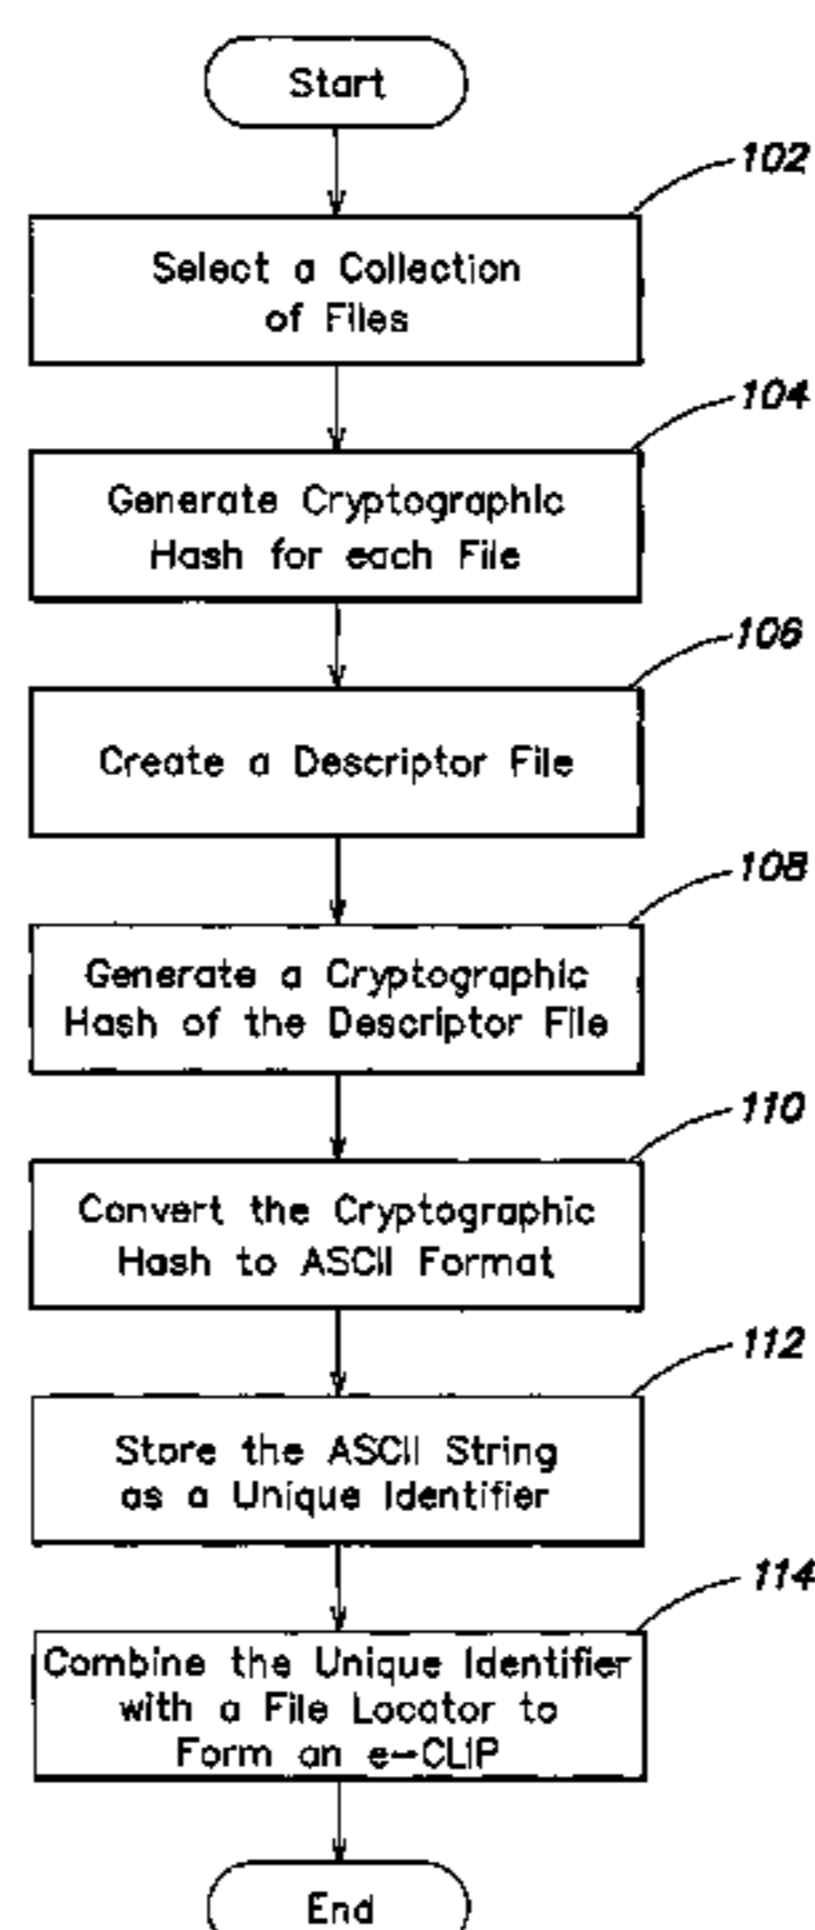 Start
102
Select a Collection
of Files
104
Generate Cryptographic
Hash for each File
106
Create a Descriptor File
108
Generate a Cryptographic
Hash of the Descriptor File
110
Convert the Cryptographic
Hash to ASCII Format
112
Store the ASCII String
as a Unique Identifier
114
Combine the Unique Identifier
with a File Locator to
Form an e-CLIP
End